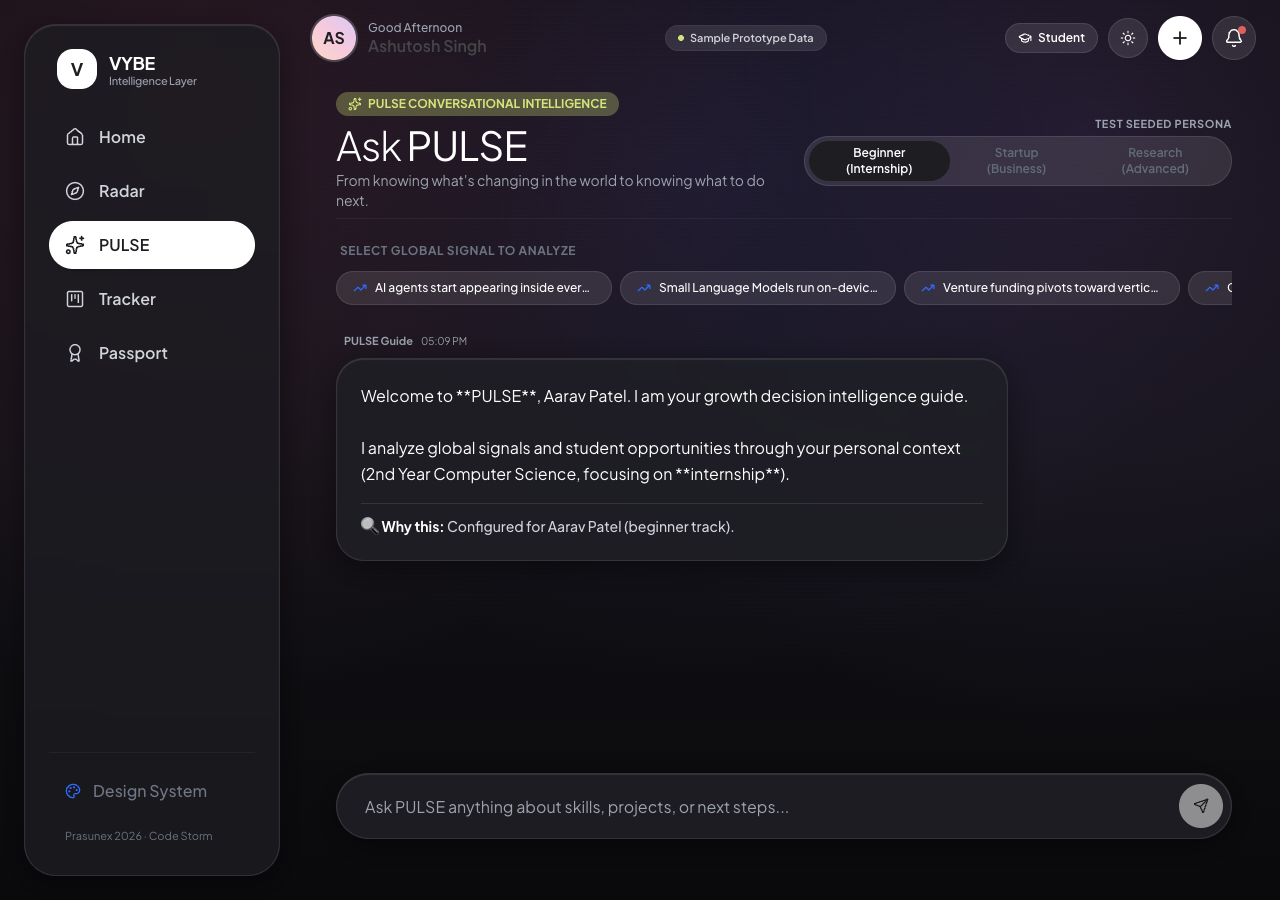 V
VYBE
Intelligence Layer
Home
Radar
PULSE
Tracker
Passport
Design System
Prasunex 2026 · Code Storm
AS
Good Afternoon
Ashutosh Singh
Sample Prototype Data
Student
PULSE CONVERSATIONAL INTELLIGENCE
Ask PULSE
From knowing what's changing in the world to knowing what to do
next.
TEST SEEDED PERSONA
Beginner
(Internship)
Startup
(Business)
Research
(Advanced)
SELECT GLOBAL SIGNAL TO ANALYZE
AI agents start appearing inside ever...
Small Language Models run on-devic...
Venture funding pivots toward vertic...
PULSE Guide 05:09 PM
Welcome to **PULSE**, Aarav Patel. I am your growth decision intelligence guide.
I analyze global signals and student opportunities through your personal context
(2nd Year Computer Science, focusing on **internship**).
Why this: Configured for Aarav Patel (beginner track).
Ask PULSE anything about skills, projects, or next steps...